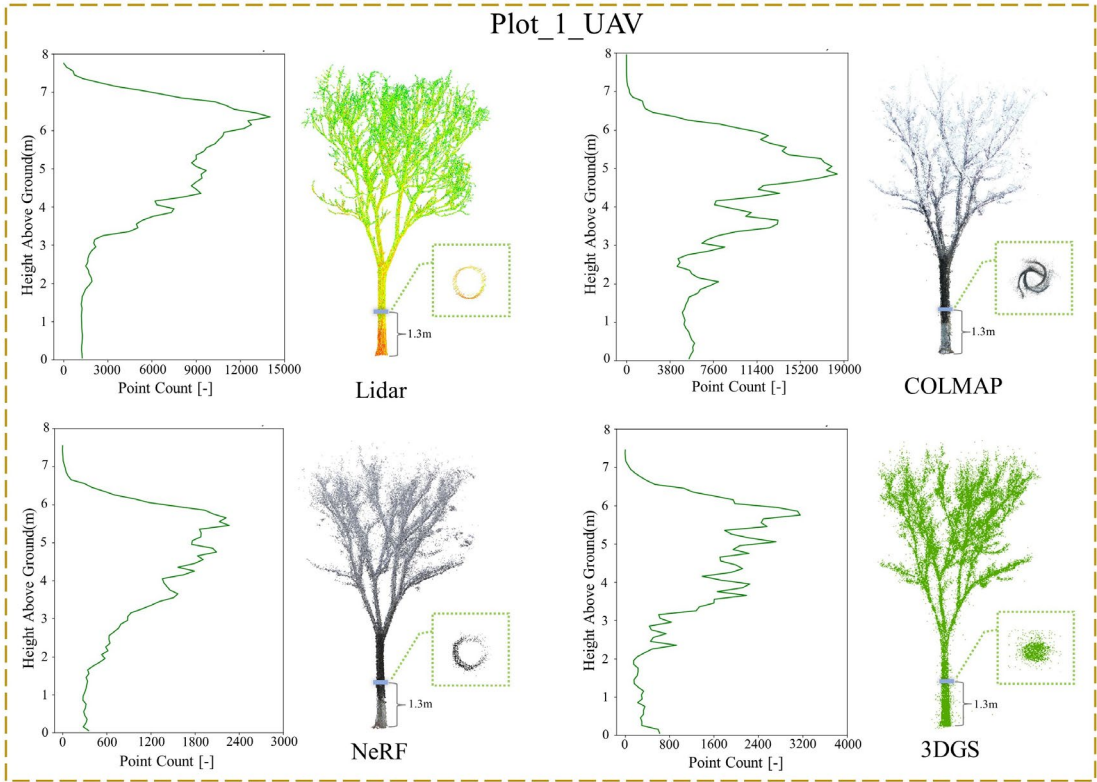 Plot_1_UAV
Height Above Ground(m)
8
7
6
5
4
3
2
1
0
0 3000 6000 9000 12000 15000
Point Count [-]
1.3m
Lidar
Height Above Ground(m)
8
7
6
5
4
3
2
1
0
0 3800 7600 11400 15200 19000
Point Count [-]
1.3m
COLMAP
Height Above Ground(m)
8
7
6
5
4
3
2
1
0
0 600 1200 1800 2400 3000
Point Count [-]
1.3m
NeRF
Height Above Ground(m)
8
7
6
5
4
3
2
1
0
0 800 1600 2400 3200 4000
Point Count [-]
1.3m
3DGS